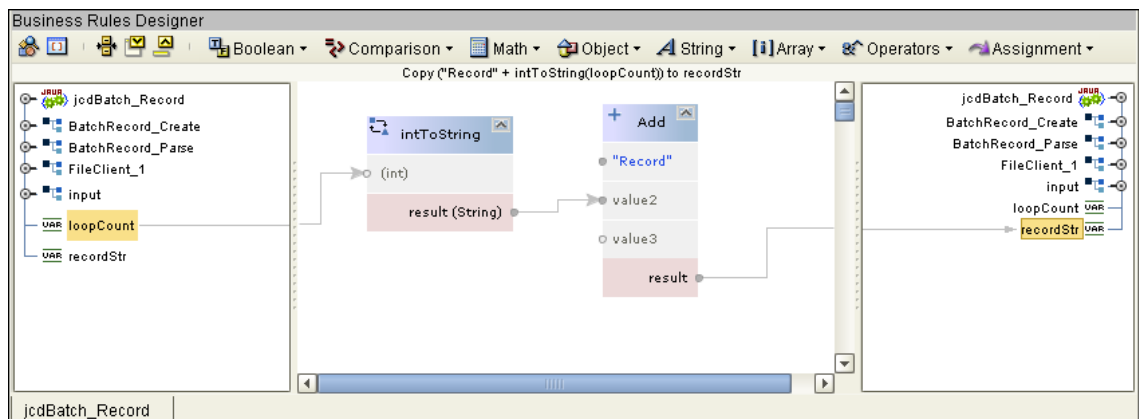 Business Rules Designer
Boolean Comparison Math Object String [i] Array Operators Assignment
Copy ("Record" + intToString(loopCount)) to recordStr
JAVA jcdBatch_Record
BatchRecord_Create
BatchRecord_Parse
FileClient_1
input
VAR loopCount
VAR recordStr
intToString
(int)
result (String)
Add
"Record"
value2
value3
result
jcdBatch_Record JAVA
BatchRecord_Create
BatchRecord_Parse
FileClient_1
input
loopCount VAR
recordStr VAR
jcdBatch_Record